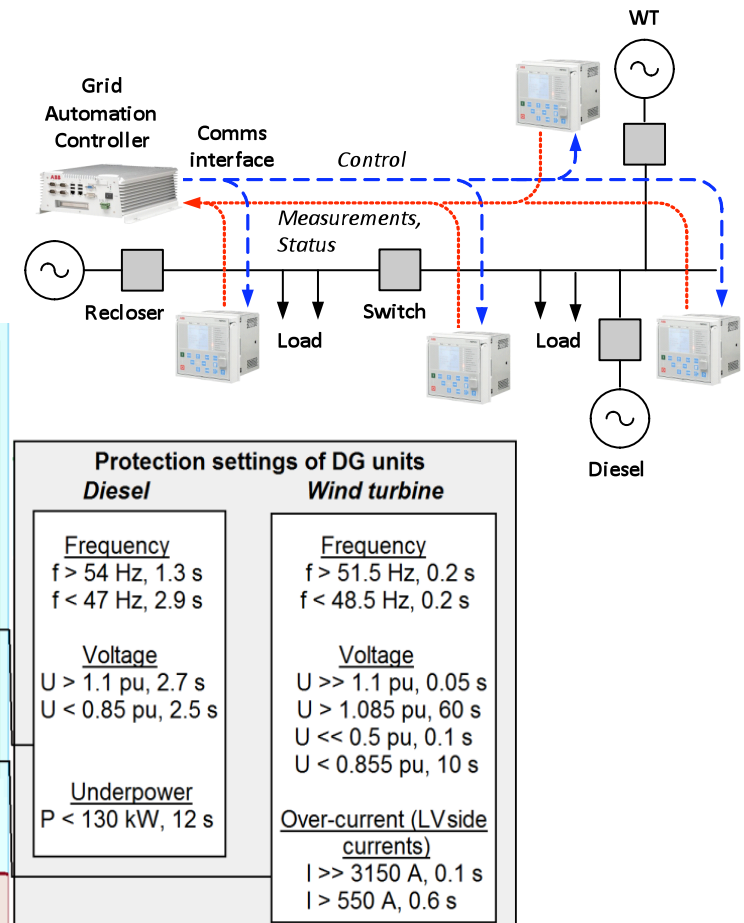 WT
Grid
Automation
Controller
Comms
interface
Control
ABB
Measurements,
Status
Recloser
Load
Switch
Load
Diesel
Protection settings of DG units
Diesel
Wind turbine
Frequency
f > 54 Hz, 1.3 s
f < 47 Hz, 2.9 s
Voltage
U > 1.1 pu, 2.7 s
U < 0.85 pu, 2.5 s
Underpower
P < 130 kW, 12 s
Frequency
f > 51.5 Hz, 0.2 s
f < 48.5 Hz, 0.2 s
Voltage
U >> 1.1 pu, 0.05 s
U > 1.085 pu, 60 s
U << 0.5 pu, 0.1 s
U < 0.855 pu, 10 s
Over-current (LV side
currents)
I >> 3150 A, 0.1 s
I > 550 A, 0.6 s